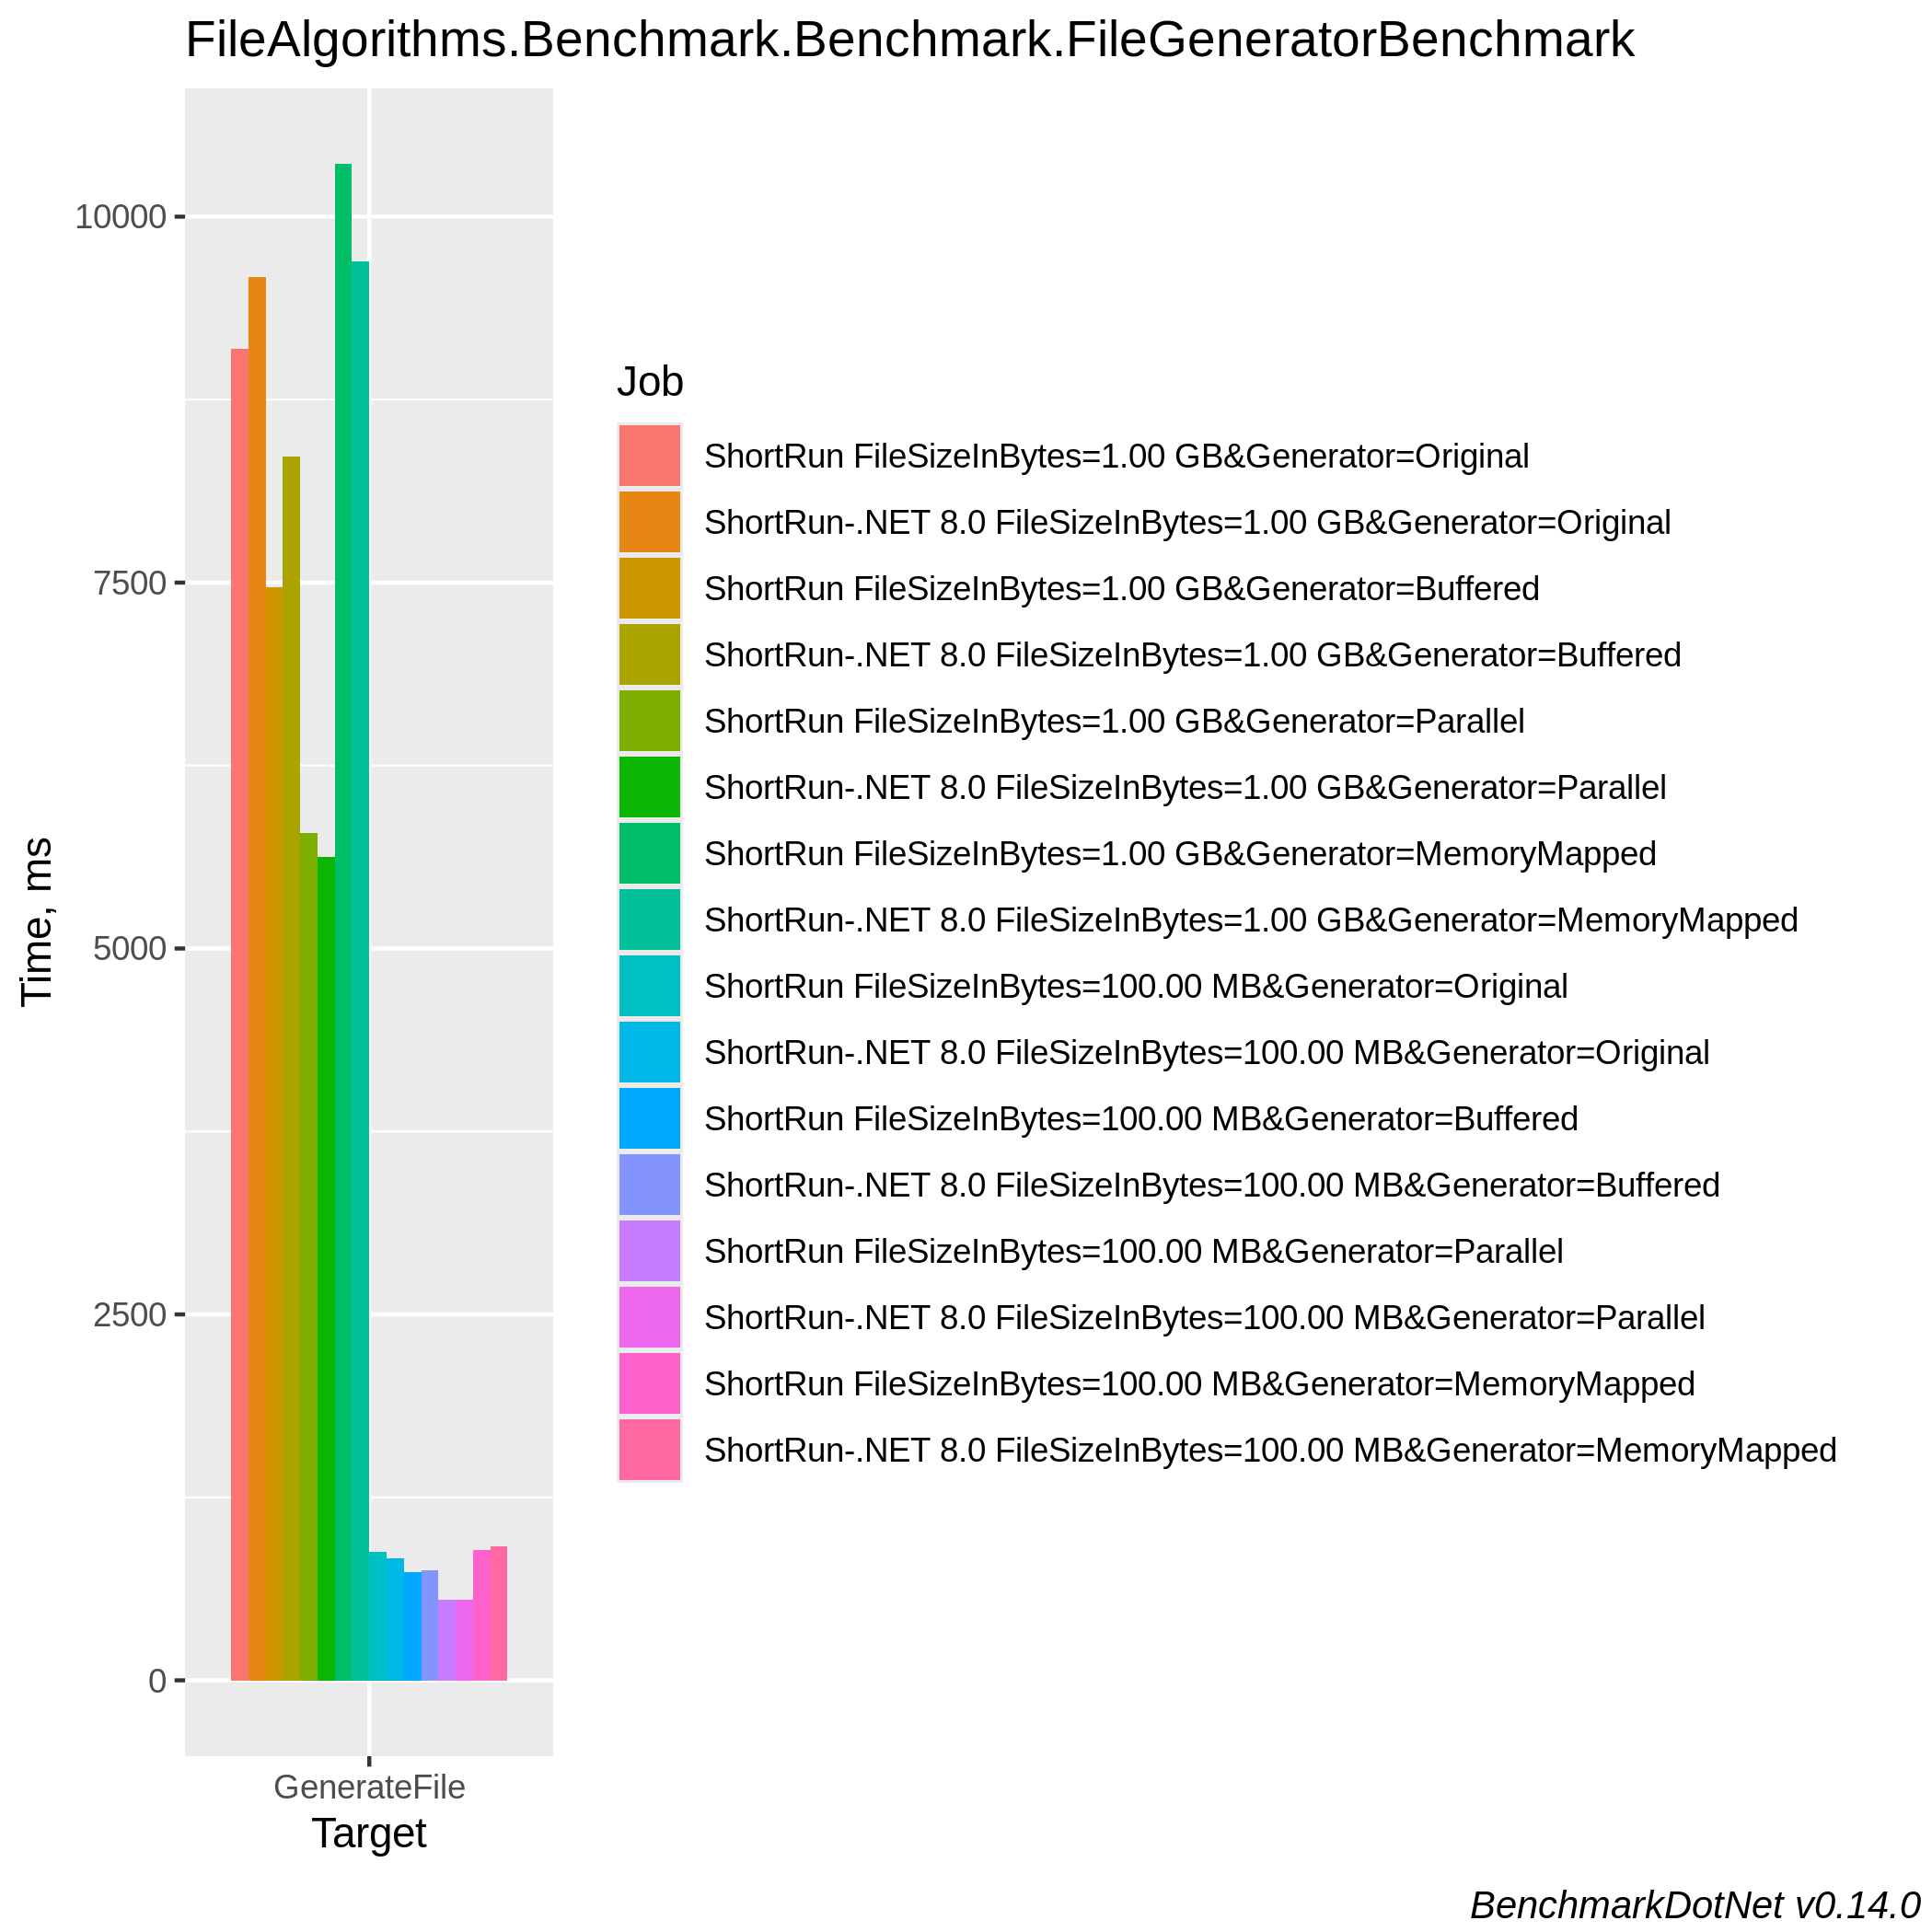 FileAlgorithms.Benchmark.Benchmark.FileGeneratorBenchmark
10000
7500
5000
2500
0
Time, ms
GenerateFile
Target
Job
ShortRun FileSizeInBytes=1.00 GB&Generator=Original
ShortRun-.NET 8.0 FileSizeInBytes=1.00 GB&Generator=Original
ShortRun FileSizeInBytes=1.00 GB&Generator=Buffered
ShortRun-.NET 8.0 FileSizeInBytes=1.00 GB&Generator=Buffered
ShortRun FileSizeInBytes=1.00 GB&Generator=Parallel
ShortRun-.NET 8.0 FileSizeInBytes=1.00 GB&Generator=Parallel
ShortRun FileSizeInBytes=1.00 GB&Generator=MemoryMapped
ShortRun-.NET 8.0 FileSizeInBytes=1.00 GB&Generator=MemoryMapped
ShortRun FileSizeInBytes=100.00 MB&Generator=Original
ShortRun-.NET 8.0 FileSizeInBytes=100.00 MB&Generator=Original
ShortRun FileSizeInBytes=100.00 MB&Generator=Buffered
ShortRun-.NET 8.0 FileSizeInBytes=100.00 MB&Generator=Buffered
ShortRun FileSizeInBytes=100.00 MB&Generator=Parallel
ShortRun-.NET 8.0 FileSizeInBytes=100.00 MB&Generator=Parallel
ShortRun FileSizeInBytes=100.00 MB&Generator=MemoryMapped
ShortRun-.NET 8.0 FileSizeInBytes=100.00 MB&Generator=MemoryMapped
BenchmarkDotNet v0.14.0